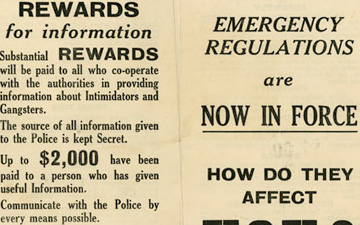 REWARDS
for information
Substantial REWARDS
will be paid to all who co-operate
with the authorities in providing
information about Intimidators and
Gangsters.
The source of all information given
to the Police is kept Secret.
Up to $2,000 have been
paid to a person who has given
useful Information.
Communicate with the Police by
every means possible.
EMERGENCY
REGULATIONS
are
NOW IN FORCE
HOW DO THEY
AFFECT